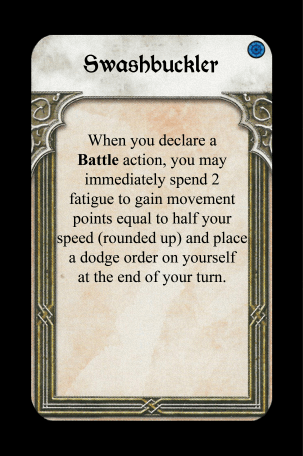 Swashbuckler
When you declare a
Battle action, you may
immediately spend 2
fatigue to gain movement
points equal to half your
speed (rounded up) and place
a dodge order on yourself
at the end of your turn.